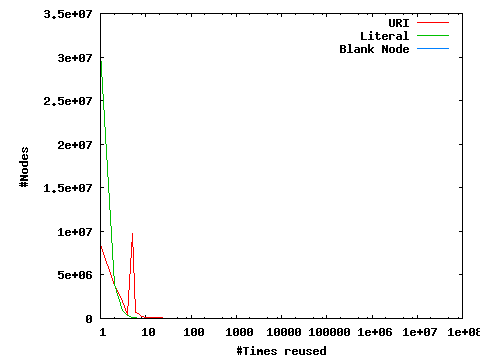 3.5e+07
3e+07
2.5e+07
2e+07
1.5e+07
1e+07
5e+06
0
#Nodes
URI
Literal
Blank Node
1 10 100 1000 10000 100000 1e+06 1e+07 1e+08
#Times reused